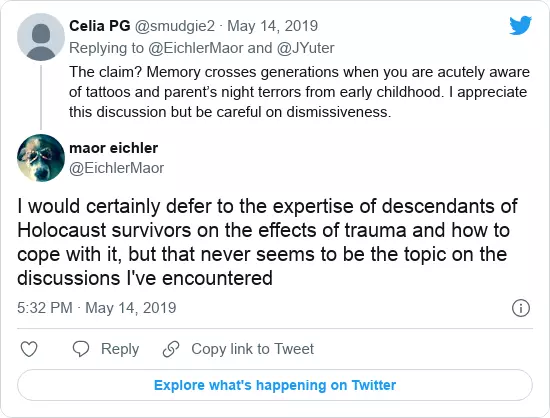 Celia PG @smudgie2 · May 14, 2019
Replying to @EichlerMaor and @JYuter
The claim? Memory crosses generations when you are acutely aware
of tattoos and parent's night terrors from early childhood. I appreciate
this discussion but be careful on dismissiveness.
maor eichler
@EichlerMaor
I would certainly defer to the expertise of descendants of
Holocaust survivors on the effects of trauma and how to
cope with it, but that never seems to be the topic on the
discussions I've encountered
5:32 PM · May 14, 2019
Reply Copy link to Tweet
Explore what's happening on Twitter